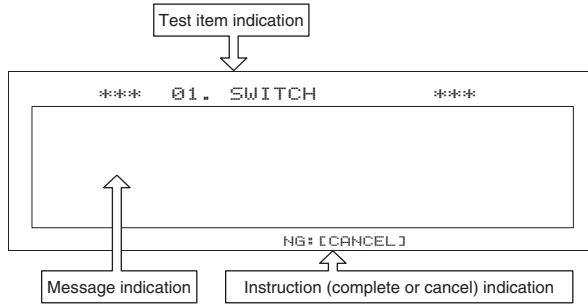 Test item indication
*** 01. SWITCH ***
NG:[CANCEL]
Message indication
Instruction (complete or cancel) indication